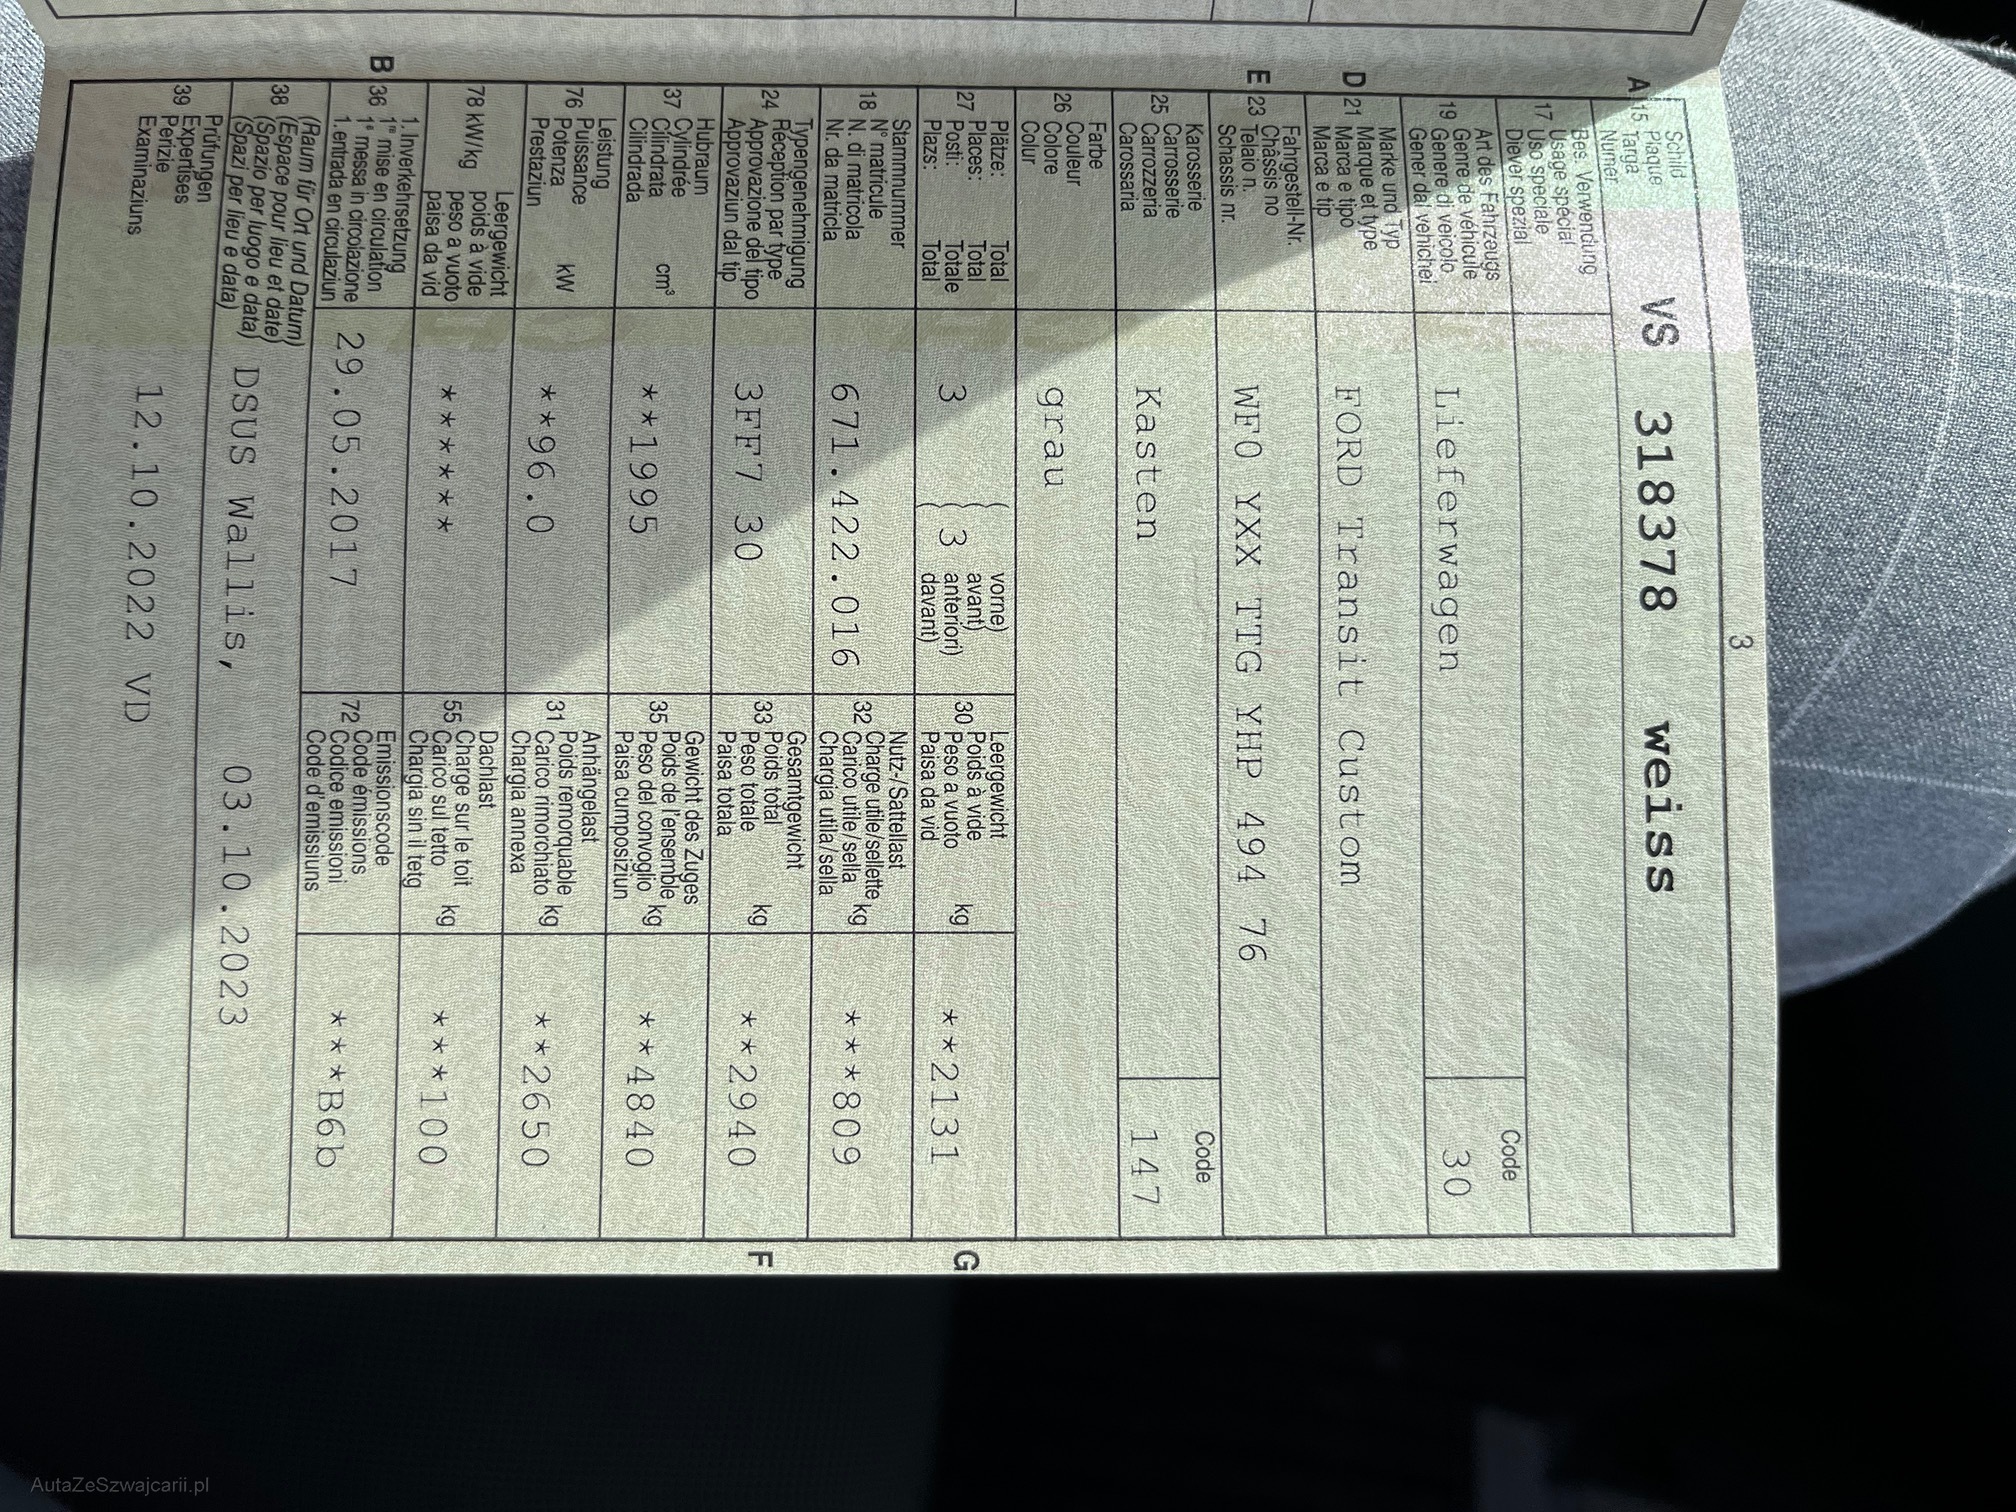 3
Schild
A 15 Plaque VS 318378 weiss
Targa
Numer
Bes. Verwendung
Usage spécial
17 Uso speciale
Diever spezial
Art des Fahrzeugs
Genre de véhicule
19 Genere di veicolo Lieferwagen Code 30
Gener da vehichel
Marke und Typ
Marque et type
D 21 Marca e tipo FORD Transit Custom
Marca e tip
Fahrgestell-Nr.
Châssis no
E 23 Telaio n. WF0 YXX TTG YHP 494 76
Schassis nr.
Karosserie
Carrosserie
25 Carrozzeria Kasten Code 147
Carossaria
Farbe
26 Couleur grau
Colore
Colur
Plätze: Total vorne)
27 Places: Total avant)
Posti: Totale 3 ( 3 anteriori)
Plazs: Total davant)
Leergewicht
30 Poids à vide
Peso a vuoto kg **2131 G
Paisa da vid
Stammnummer
18 N° matricule
N. di matricola 671.422.016
Nr. da matricla
Nutz-/Sattellast
32 Charge utile/sellette
Carico utile/sella kg ***809
Chargia utila/sella
Typengenehmigung
24 Réception par type
Approvazione del tipo 3FF7 30
Approvaziun dal tip
Gesamtgewicht
33 Poids total
Peso totale kg **2940 F
Paisa totala
Hubraum
37 Cylindrée
Cilindrata cm³ **1995
Cilindrada
Gewicht des Zuges
35 Poids de l'ensemble
Peso del convoglio kg **4840
Paisa cumposiziun
Leistung
76 Puissance
Potenza kW **96.0
Prestaziun
Anhängelast
31 Poids remorquable
Carico rimorchiato kg **2650
Chargia annexa
Leergewicht
78 kW/kg poids à vide
peso a vuoto ******
paisa da vid
Dachlast
55 Charge sur le toit
Carico sul tetto kg ***100
Chargia sin il tetg
1. Inverkehrsetzung
B 36 1re mise en circulation
1a messa in circolazione 29.05.2017
1. entrada en circulaziun
Emissionscode
72 Code émissions
Codice emissioni ***B6b
Code d'emissiuns
(Raum für Ort und Datum)
38 (Espace pour lieu et date)
(Spazio per luogo e data) DSUS Wallis, 03.10.2023
(Spazi per lieu e data)
Prüfungen
39 Expertises
Perizie 12.10.2022 VD
Examinaziuns
AutaZeSzwajcarii.pl